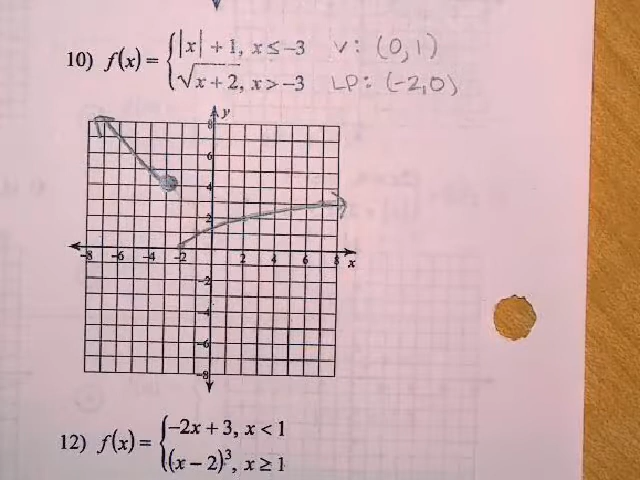 10) f(x) = { |x| + 1, x ≤ -3 V: (0,1)
√x + 2, x > -3 LP: (-2,0)
y
8
6
4
2
-8 -6 -4 -2 2 4 6 8 x
-2
-4
-6
-8
12) f(x) = { -2x + 3, x < 1
(x - 2)³, x ≥ 1